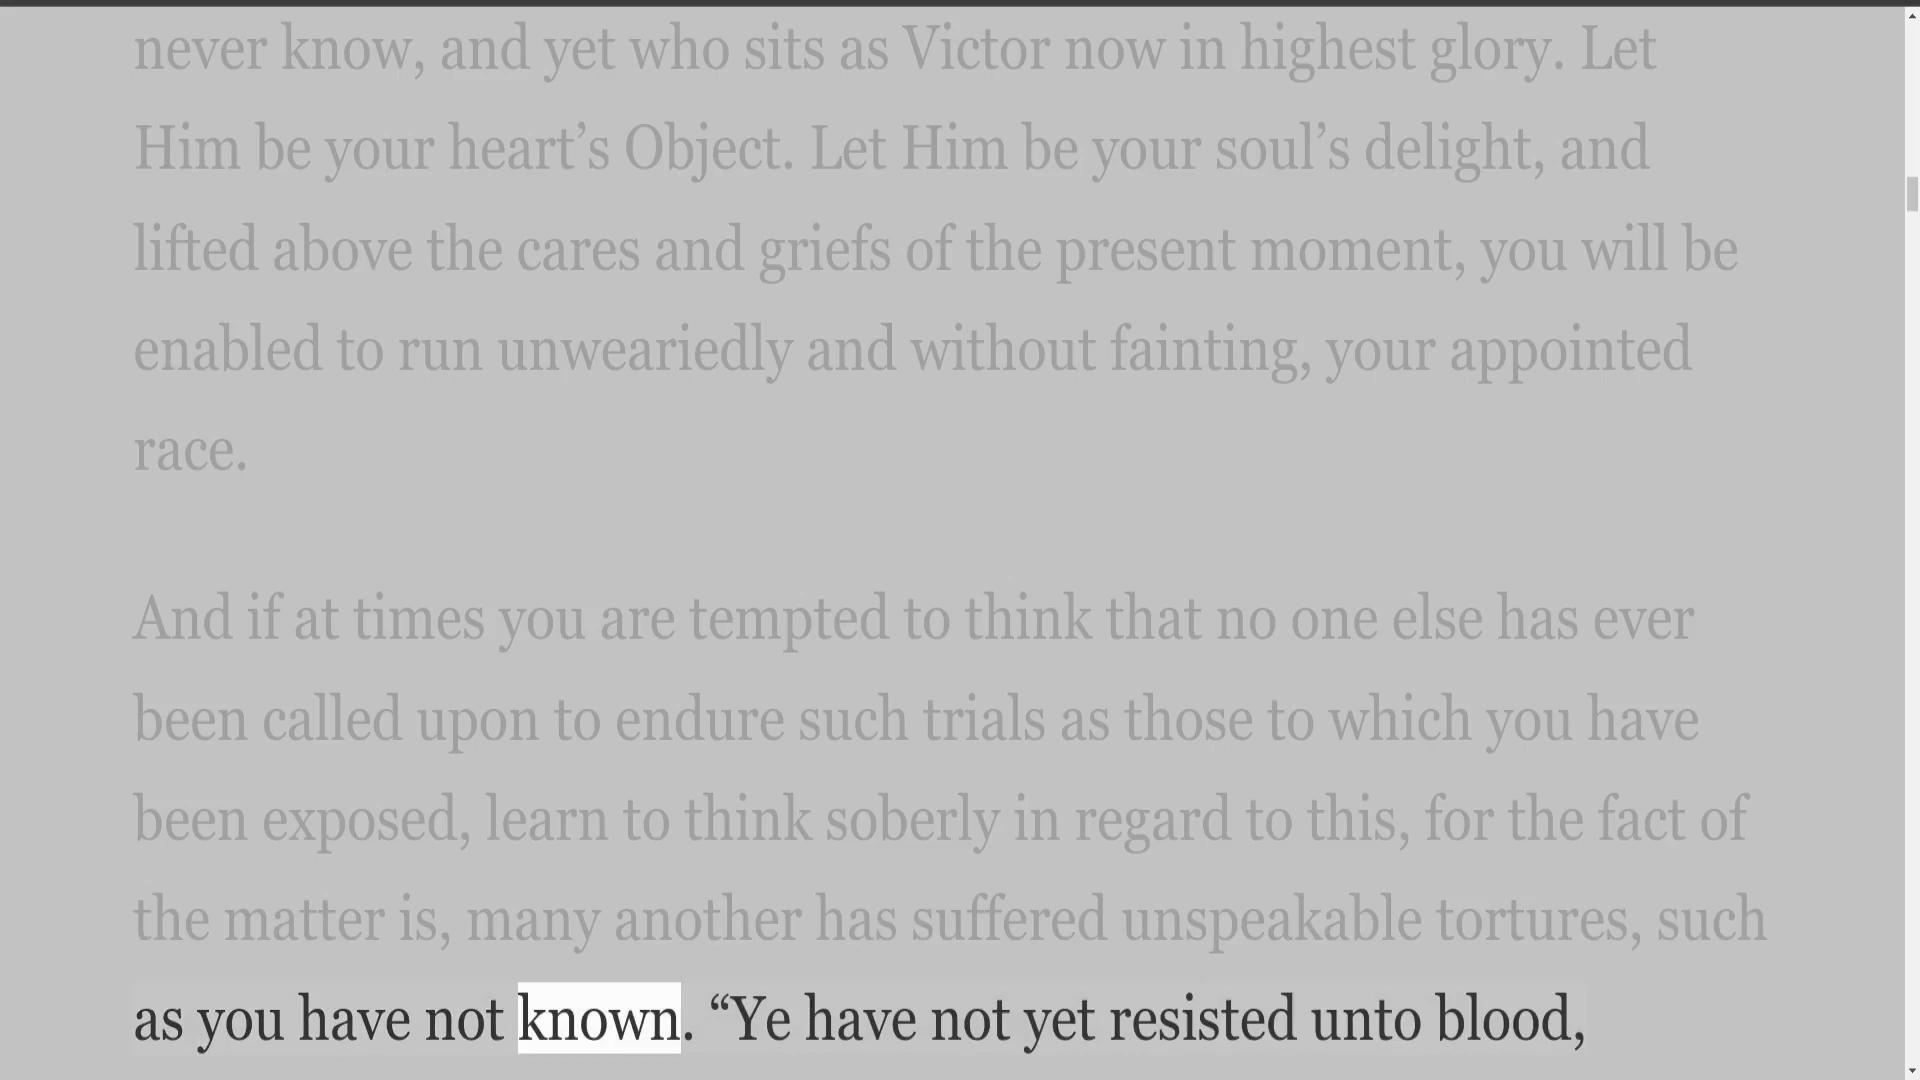 never know, and yet who sits as Victor now in highest glory. Let
Him be your heart’s Object. Let Him be your soul’s delight, and
lifted above the cares and griefs of the present moment, you will be
enabled to run unweariedly and without fainting, your appointed
race.
And if at times you are tempted to think that no one else has ever
been called upon to endure such trials as those to which you have
been exposed, learn to think soberly in regard to this, for the fact of
the matter is, many another has suffered unspeakable tortures, such
as you have not known. “Ye have not yet resisted unto blood,